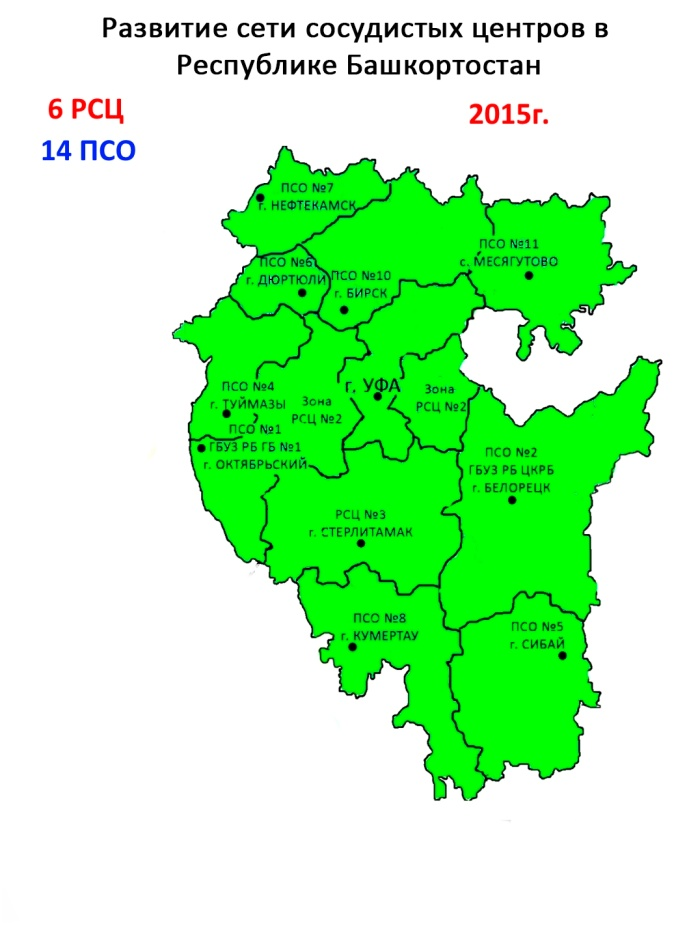 Развитие сети сосудистых центров в
Республике Башкортостан
6 РСЦ
2015г.
14 ПСО
ПСО №7
г. НЕФТЕКАМСК
ПСО №11
с. МЕСЯГУТОВО
ПСО №6
г. ДЮРТЮЛИ
ПСО №10
г. БИРСК
г. УФА
ПСО №4
г. ТУЙМАЗЫ
Зона
РСЦ №2
Зона
РСЦ №2
ПСО №1
ГБУЗ РБ ГБ №1
г. ОКТЯБРЬСКИЙ
ПСО №2
ГБУЗ РБ ЦКРБ
г. БЕЛОРЕЦК
РСЦ №3
г. СТЕРЛИТАМАК
ПСО №8
г. КУМЕРТАУ
ПСО №5
г. СИБАЙ